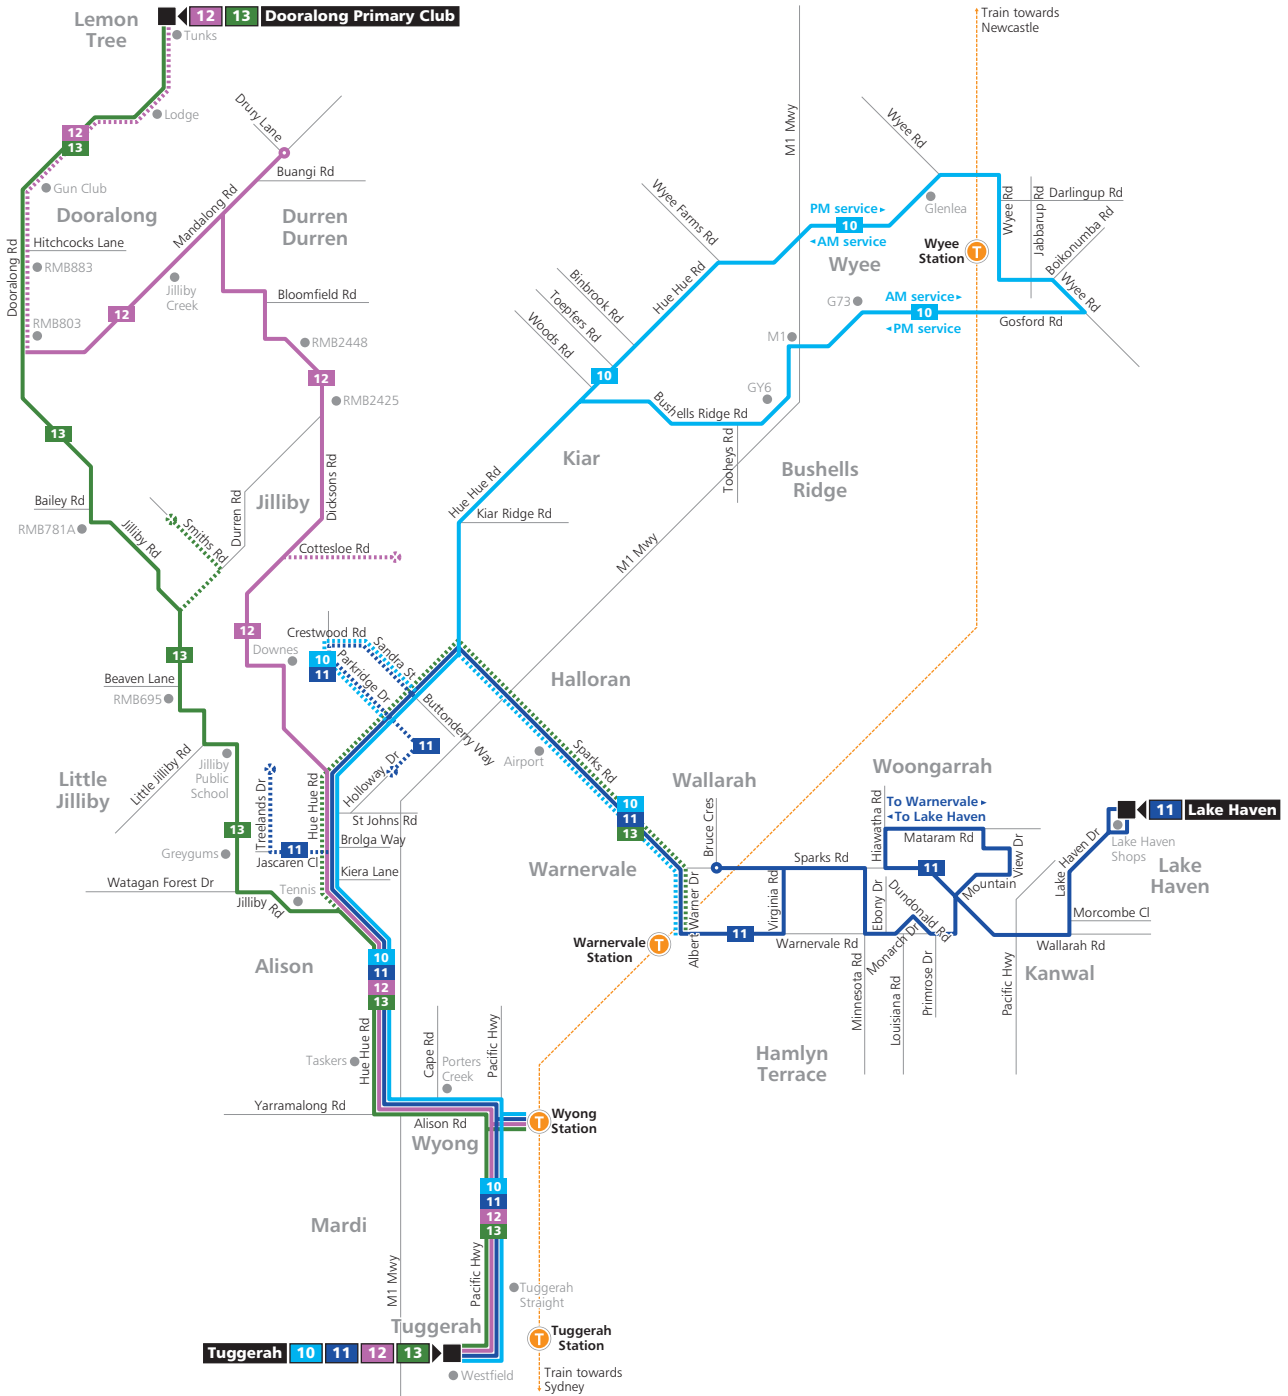 Lemon
Tree
12 13 Dooralong Primary Club
Tunks
Train towards
Newcastle
Lodge
Drury Lane
12
13
M1 Mwy
Wyee Rd
Buangi Rd
Gun Club
Mandalong Rd
Dooralong
Durren
Durren
Wyee Farms Rd
PM service
10
AM service
Glenlea
Wyee Rd
Jabbarup Rd
Darlingup Rd
Boikonumba Rd
Hitchcocks Lane
Dooralong Rd
RMB883
Wyee
Wyee
Station
T
Jilliby
Creek
Bloomfield Rd
Binbrook Rd
Toepfers Rd
Woods Rd
Hue Hue Rd
G73
AM service
10
PM service
Wyee Rd
Gosford Rd
12
RMB803
RMB2448
M1
12
RMB2425
10
GY6
Bushells Ridge Rd
13
Kiar
Tooheys Rd
Bushells
Ridge
Dicksons Rd
Bailey Rd
Jilliby
Hue Hue Rd
RMB781A
Jilliby Rd
Smiths Rd
Durren Rd
Kiar Ridge Rd
Cottesloe Rd
M1 Mwy
12
Crestwood Rd
13
Downes
10
11
Parkridge Dr
Sandra St
Beaven Lane
RMB695
Halloran
Buttonderry Way
11
Little Jilliby Rd
Jilliby
Public
School
Airport
Sparks Rd
Little
Jilliby
Treelands Dr
Hue Hue Rd
Holloway Dr
Wallarah
Woongarrah
St Johns Rd
10
11
13
Bruce Cres
Hiawatha Rd
To Warnervale
To Lake Haven
11 Lake Haven
13
Brolga Way
Mataram Rd
View Dr
Lake Haven Dr
Lake Haven
Shops
Greygums
11
Jascaren Cl
Warnervale
Sparks Rd
11
Lake
Haven
Kiera Lane
Watagan Forest Dr
Tennis
Albert Warner Dr
Virginia Rd
Ebony Dr
Dundonald Rd
Mountain
Jilliby Rd
Morcombe Cl
11
Warnervale
Station
T
Warnervale Rd
Monarch Dr
Wallarah Rd
Alison
10
11
12
13
Minnesota Rd
Louisiana Rd
Primrose Dr
Pacific Hwy
Kanwal
Hue Hue Rd
Taskers
Cape Rd
Porters
Creek
Pacific Hwy
Hamlyn
Terrace
Yarramalong Rd
Alison Rd
T
Wyong
Station
Wyong
10
11
12
13
Mardi
M1 Mwy
Pacific Hwy
Tuggerah
Straight
Tuggerah
T
Tuggerah
Station
Tuggerah 10 11 12 13
Westfield
Train towards
Sydney